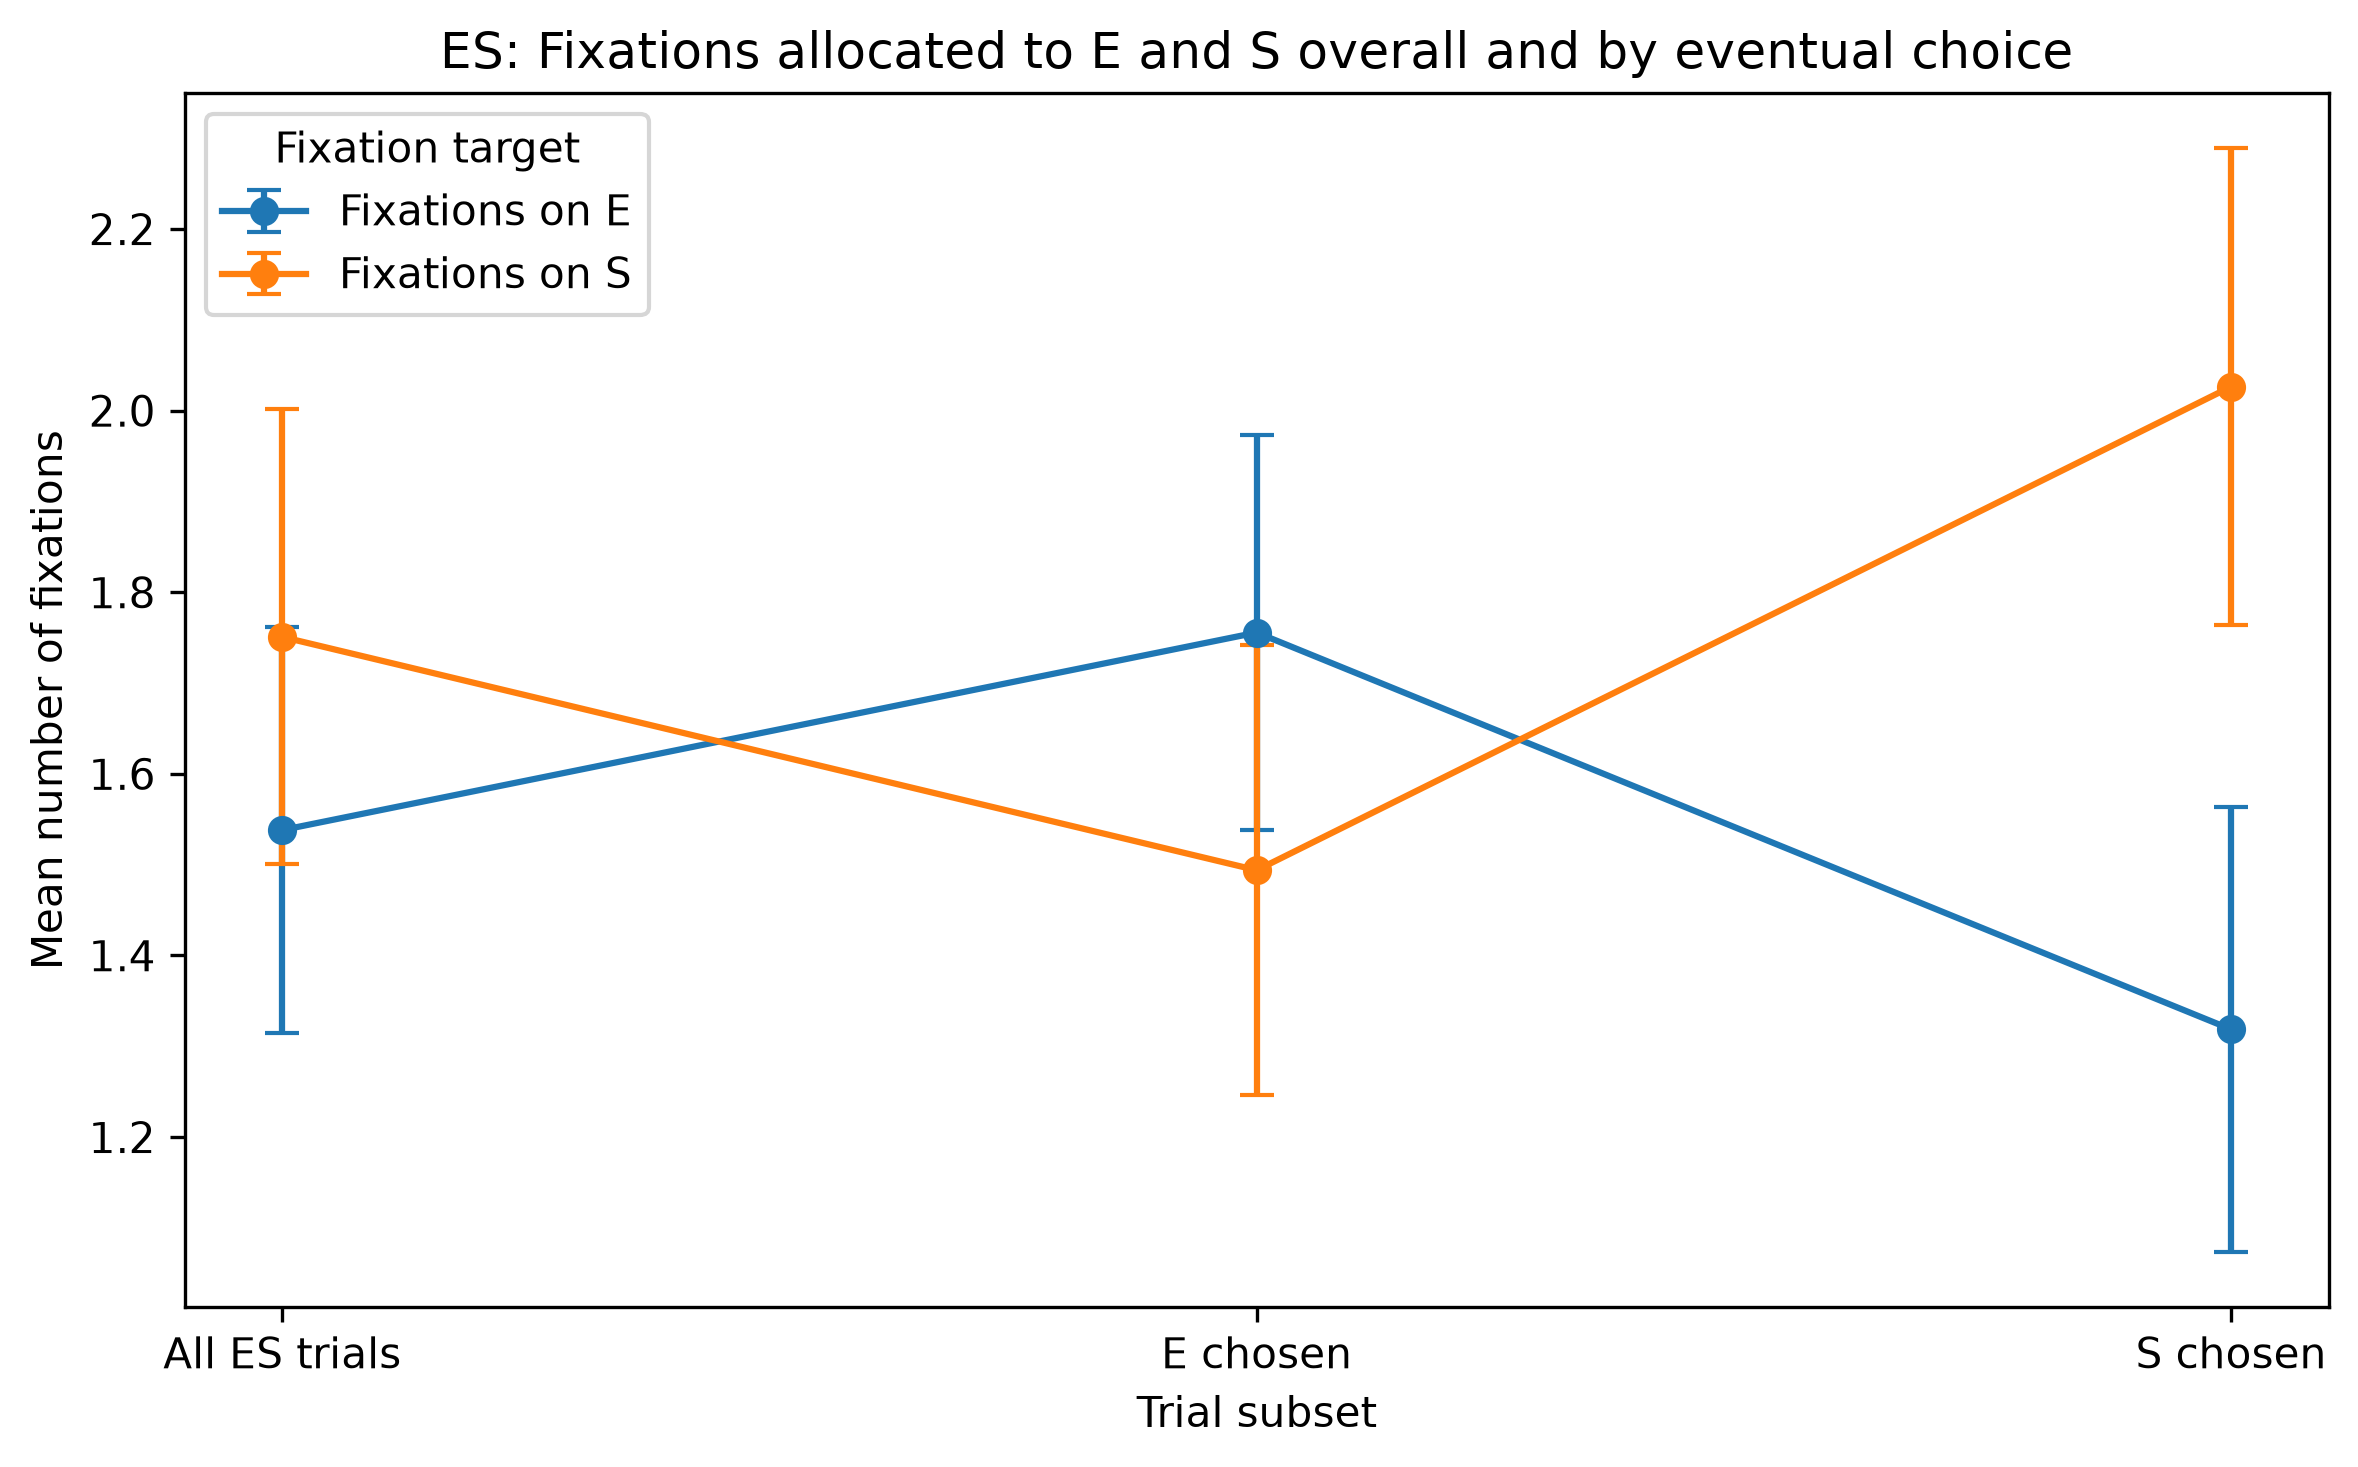 ES: Fixations allocated to E and S overall and by eventual choice
Fixation target
Fixations on E
Fixations on S
Mean number of fixations
2.2
2.0
1.8
1.6
1.4
1.2
All ES trials
E chosen
S chosen
Trial subset